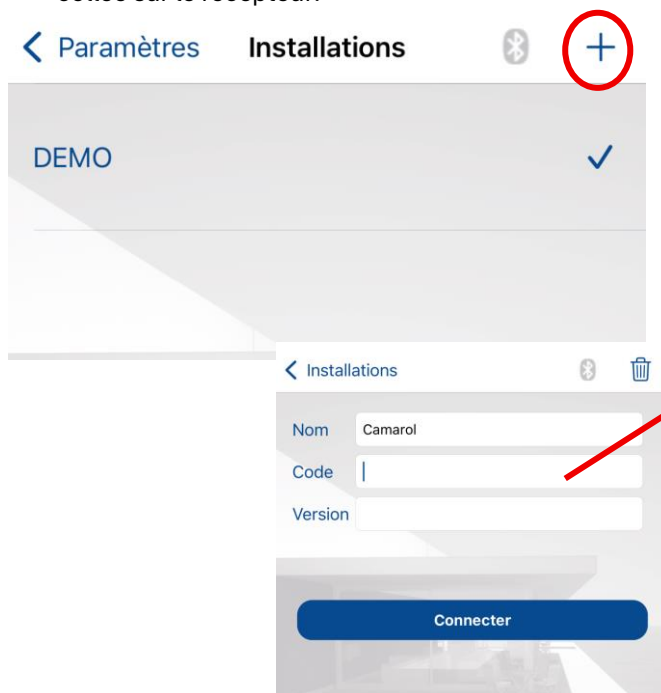 Paramètres Installations
DEMO
Installations
Nom Camarol
Code
Version
Connecter